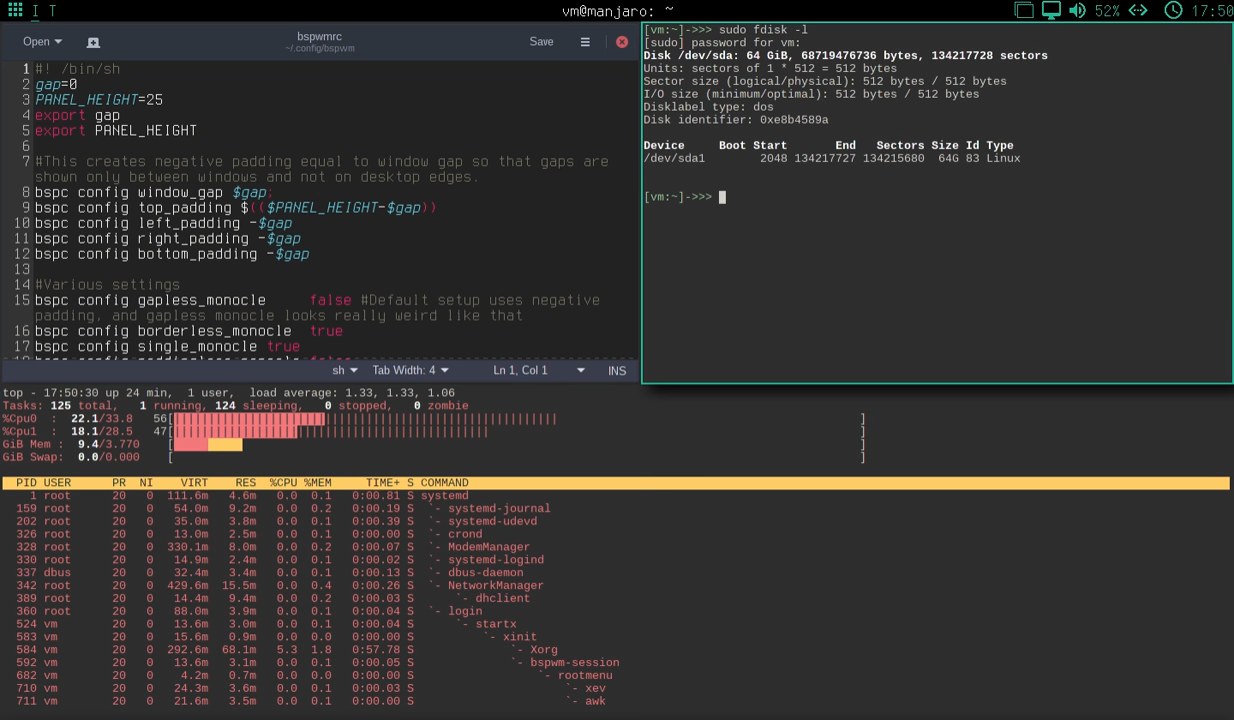 I T
vm@manjaro: ~
52%
17:50
Open
bspwmrc
~/.config/bspwm
Save
1 #! /bin/sh
2 gap=0
3 PANEL_HEIGHT=25
4 export gap
5 export PANEL_HEIGHT
6
7 #This creates negative padding equal to window gap so that gaps are
shown only between windows and not on desktop edges.
8 bspc config window_gap $gap;
9 bspc config top_padding $(($PANEL_HEIGHT-$gap))
10 bspc config left_padding -$gap
11 bspc config right_padding -$gap
12 bspc config bottom_padding -$gap
13
14 #Various settings
15 bspc config gapless_monocle     false #Default setup uses negative
padding, and gapless monocle looks really weird like that
16 bspc config borderless_monocle  true
17 bspc config single_monocle true
sh Tab Width: 4 Ln 1, Col 1 INS
[vm:~]->>> sudo fdisk -l
[sudo] password for vm:
Disk /dev/sda: 64 GiB, 68719476736 bytes, 134217728 sectors
Units: sectors of 1 * 512 = 512 bytes
Sector size (logical/physical): 512 bytes / 512 bytes
I/O size (minimum/optimal): 512 bytes / 512 bytes
Disklabel type: dos
Disk identifier: 0xe8b4589a
Device     Boot Start       End   Sectors  Size Id Type
/dev/sda1        2048 134217727 134215680  64G 83 Linux
[vm:~]->>>
top - 17:50:30 up 24 min,  1 user,  load average: 1.33, 1.33, 1.06
Tasks: 125 total,   1 running, 124 sleeping,   0 stopped,   0 zombie
%Cpu0  :  22.1/33.8   56[||||||||||||||||||||||||||||||||||||||||||||||||||||||||        ]
%Cpu1  :  18.1/28.5   47[|||||||||||||||||||||||||||||||||||||||||||||||        ]
GiB Mem :  9.4/3.770    [        ]
GiB Swap:  0.0/0.000    [        ]
PID USER      PR  NI    VIRT    RES  %CPU %MEM     TIME+ S COMMAND
1 root      20   0  111.6m   4.6m   0.0  0.1   0:00.81 S systemd
159 root      20   0   54.0m   9.2m   0.0  0.2   0:00.19 S  `- systemd-journal
202 root      20   0   35.0m   3.8m   0.0  0.1   0:00.39 S  `- systemd-udevd
326 root      20   0   13.0m   2.5m   0.0  0.1   0:00.00 S  `- crond
328 root      20   0  330.1m   8.0m   0.0  0.2   0:00.07 S  `- ModemManager
330 root      20   0   14.9m   2.4m   0.0  0.1   0:00.02 S  `- systemd-logind
337 dbus      20   0   32.4m   3.4m   0.0  0.1   0:00.13 S  `- dbus-daemon
342 root      20   0  429.6m  15.5m   0.0  0.4   0:00.26 S  `- NetworkManager
389 root      20   0   14.4m   9.4m   0.0  0.2   0:00.03 S      `- dhclient
360 root      20   0   88.0m   3.9m   0.0  0.1   0:00.04 S  `- login
524 vm        20   0   13.6m   3.0m   0.0  0.1   0:00.04 S      `- startx
583 vm        20   0   15.6m   0.9m   0.0  0.0   0:00.00 S          `- xinit
584 vm        20   0  292.6m  68.1m   5.3  1.8   0:57.78 S              `- Xorg
592 vm        20   0   13.6m   3.1m   0.0  0.1   0:00.05 S              `- bspwm-session
682 vm        20   0    4.2m   0.7m   0.0  0.0   0:00.00 S                  `- rootmenu
710 vm        20   0   24.3m   3.6m   0.0  0.1   0:00.03 S                      `- xev
711 vm        20   0   21.6m   3.5m   0.0  0.1   0:00.00 S                      `- awk